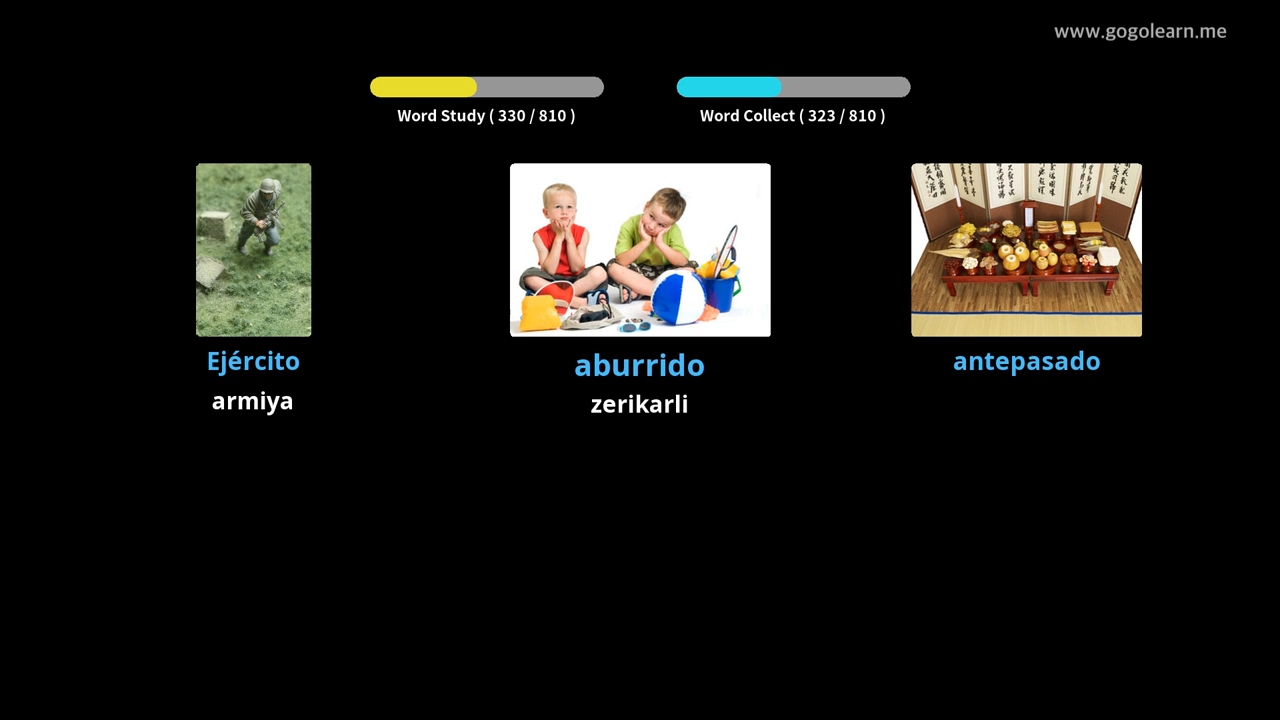 www.gogolearn.me
Word Study ( 330 / 810 )
Word Collect ( 323 / 810 )
Ejército
armiya
aburrido
zerikarli
antepasado